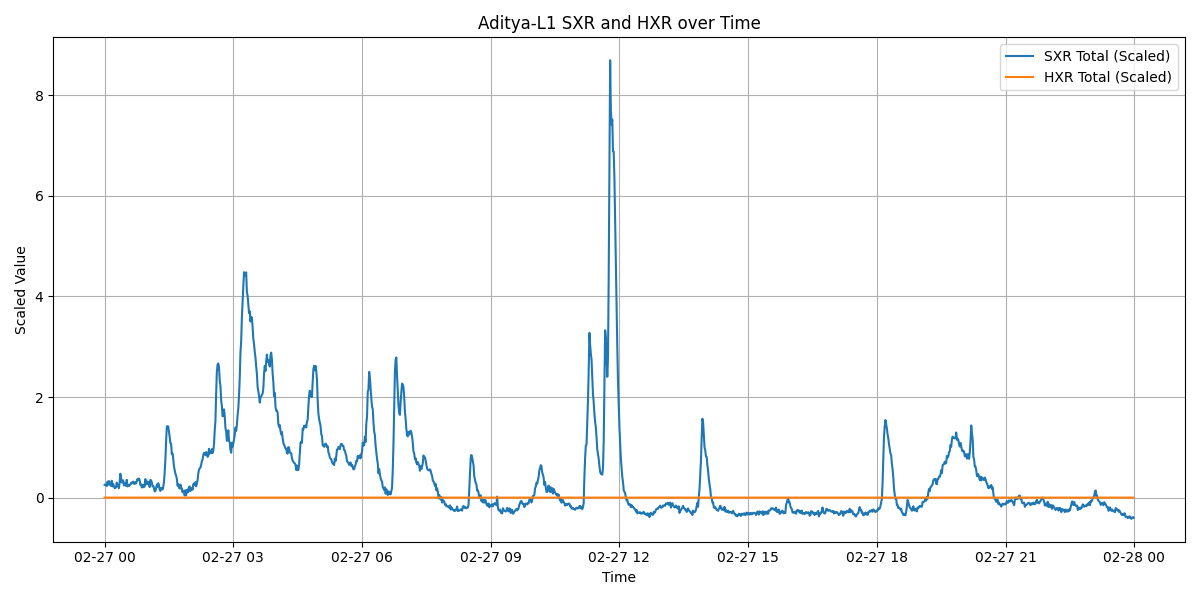 Aditya-L1 SXR and HXR over Time
SXR Total (Scaled)
HXR Total (Scaled)
Scaled Value
8
6
4
2
0
02-27 00
02-27 03
02-27 06
02-27 09
02-27 12
02-27 15
02-27 18
02-27 21
02-28 00
Time